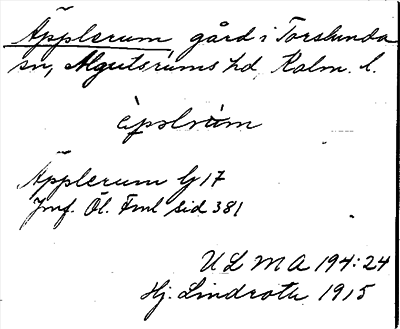 Äpplerum gård i Torslunda
sn, Algutsrums hd, Kalm. l.
èpslrùm
Äpplerum G 17
Jmf. Öl. Fml sid 381
ULMA 194:24
Hj. Lindroth 1915